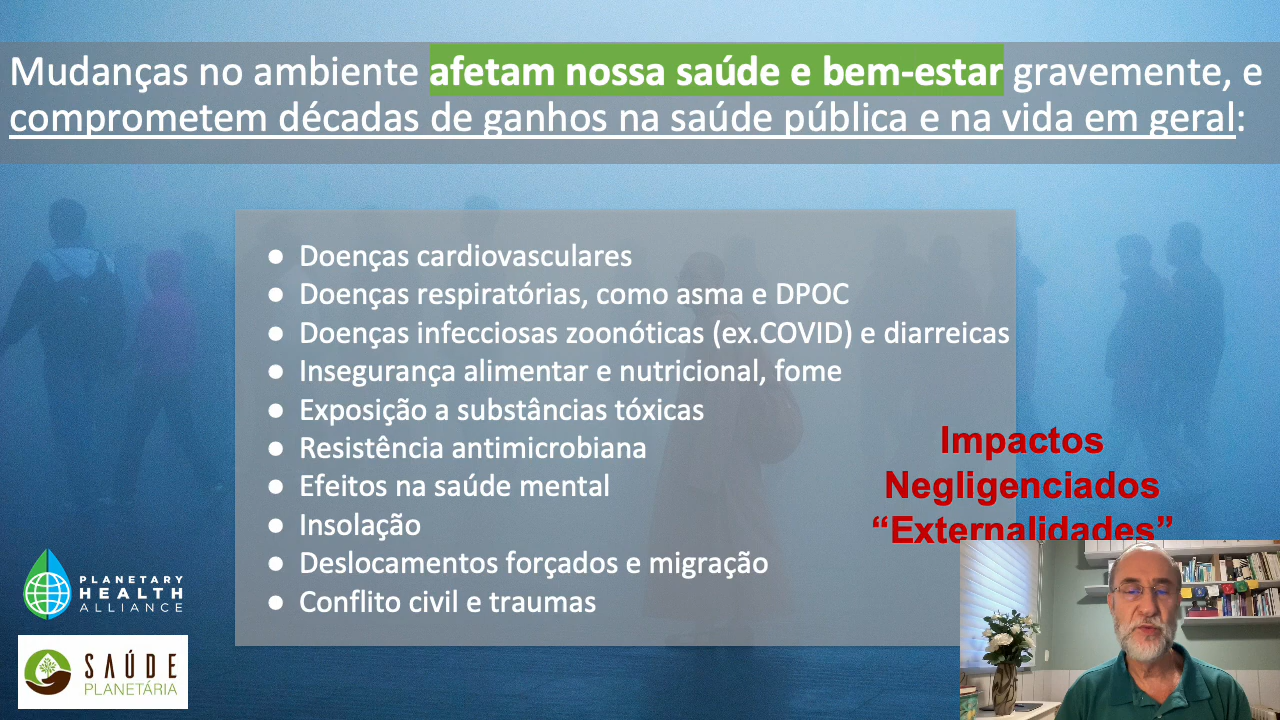 Mudanças no ambiente afetam nossa saúde e bem-estar gravemente, e
comprometem décadas de ganhos na saúde pública e na vida em geral:
● Doenças cardiovasculares
● Doenças respiratórias, como asma e DPOC
● Doenças infecciosas zoonóticas (ex.COVID) e diarreicas
● Insegurança alimentar e nutricional, fome
● Exposição a substâncias tóxicas
● Resistência antimicrobiana
● Efeitos na saúde mental
● Insolação
● Deslocamentos forçados e migração
● Conflito civil e traumas
Impactos
Negligenciados
“Externalidades”
PLANETARY
HEALTH
ALLIANCE
SAÚDE
PLANETÁRIA